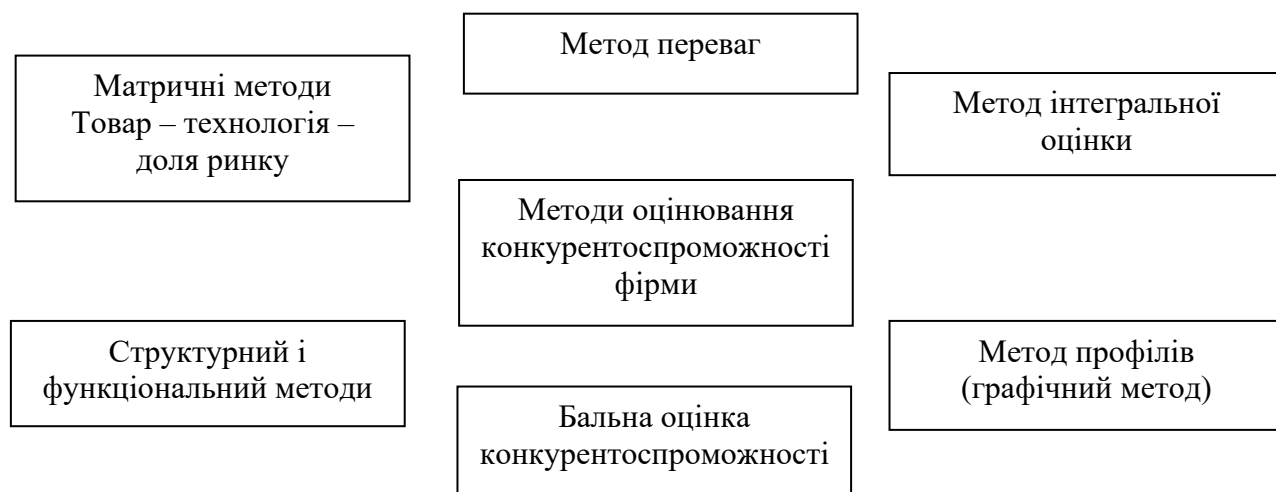 Метод переваг
Матричні методи
Товар – технологія –
доля ринку
Метод інтегральної
оцінки
Методи оцінювання
конкурентоспроможності
фірми
Структурний і
функціональний методи
Метод профілів
(графічний метод)
Бальна оцінка
конкурентоспроможності